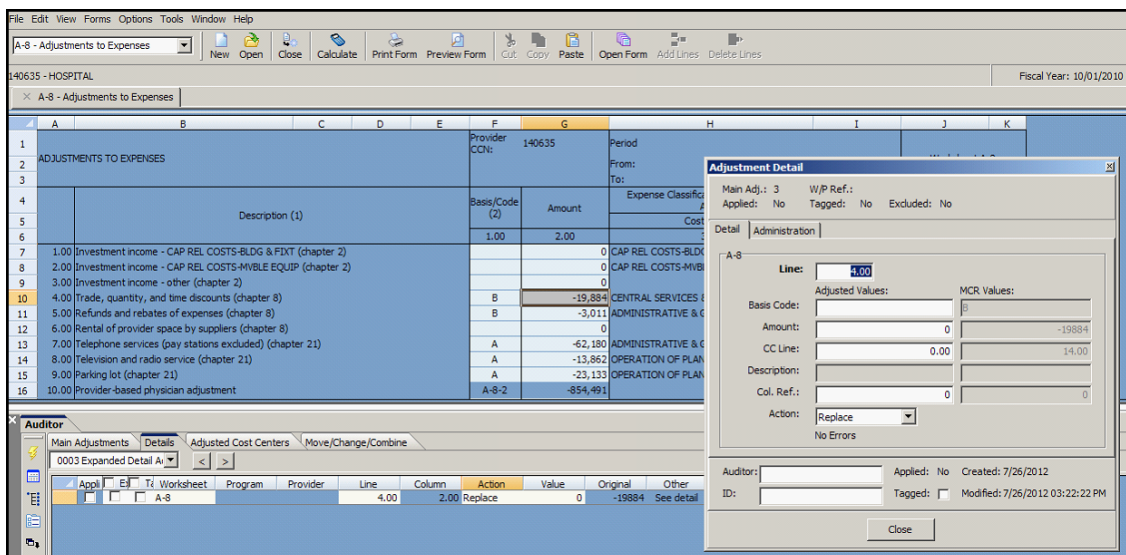 File Edit View Forms Options Tools Window Help
A-8 - Adjustments to Expenses
New Open Close Calculate Print Form Preview Form Cut Copy Paste Open Form Add Lines Delete Lines
140635 - HOSPITAL Fiscal Year: 10/01/2010
A-8 - Adjustments to Expenses
A B C D E F G H I J K
1 Provider CCN: 140635 Period
2 ADJUSTMENTS TO EXPENSES From:
3 To:
4 Description (1) Basis/Code (2) Amount Expense Classifica
5 Cost
6 1.00 2.00
7 1.00 Investment income - CAP REL COSTS-BLDG & FIXT (chapter 2) 0 CAP REL COSTS-BLDG
8 2.00 Investment income - CAP REL COSTS-MVBLE EQUIP (chapter 2) 0 CAP REL COSTS-MVBL
9 3.00 Investment income - other (chapter 2) 0
10 4.00 Trade, quantity, and time discounts (chapter 8) B -19,884 CENTRAL SERVICES &
11 5.00 Refunds and rebates of expenses (chapter 8) B -3,011 ADMINISTRATIVE & G
12 6.00 Rental of provider space by suppliers (chapter 8) 0
13 7.00 Telephone services (pay stations excluded) (chapter 21) A -62,180 ADMINISTRATIVE & G
14 8.00 Television and radio service (chapter 21) A -13,862 OPERATION OF PLAN
15 9.00 Parking lot (chapter 21) A -23,133 OPERATION OF PLAN
16 10.00 Provider-based physician adjustment A-8-2 -854,491
Adjustment Detail
Main Adj.: 3 W/P Ref.:
Applied: No Tagged: No Excluded: No
Detail Administration
A-8
Line: 4.00
Adjusted Values: MCR Values:
Basis Code: B
Amount: 0 -19884
CC Line: 0.00 14.00
Description:
Col. Ref.: 0 0
Action: Replace
No Errors
Auditor: Applied: No Created: 7/26/2012
ID: Tagged: Modified: 7/26/2012 03:22:22 PM
Close
Auditor
Main Adjustments Details Adjusted Cost Centers Move/Change/Combine
0003 Expanded Detail < >
Appli Ta Worksheet Program Provider Line Column Action Value Original Other
A-8 4.00 2.00 Replace 0 -19884 See detail